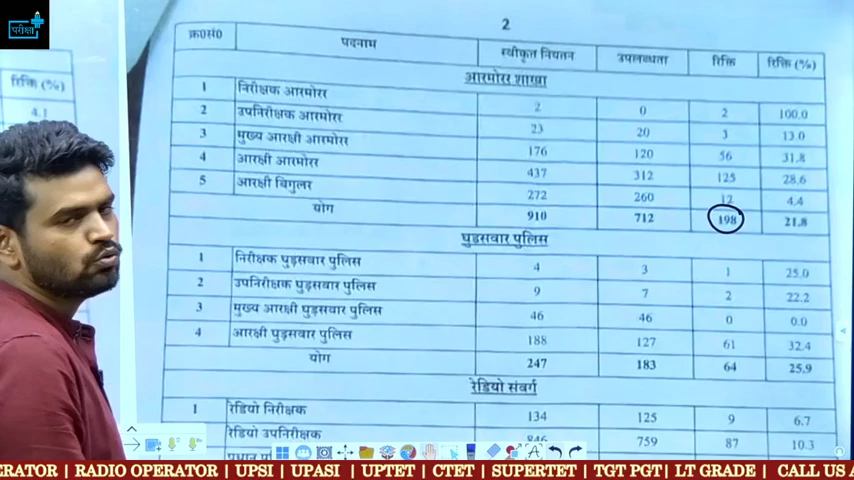 परीक्षा
रिक्ति (%)
4.1
2
क्र०सं० पदनाम स्वीकृत नियतन उपलब्धता रिक्ति रिक्ति (%)
आरमोरर शाखा
1 निरीक्षक आरमोरर 2 0 2 100.0
2 उपनिरीक्षक आरमोरर 23 20 3 13.0
3 मुख्य आरक्षी आरमोरर 176 120 56 31.8
4 आरक्षी आरमोरर 437 312 125 28.6
5 आरक्षी बिगुलर 272 260 12 4.4
योग 910 712 198 21.8
घुड़सवार पुलिस
1 निरीक्षक घुड़सवार पुलिस 4 3 1 25.0
2 उपनिरीक्षक घुड़सवार पुलिस 9 7 2 22.2
3 मुख्य आरक्षी घुड़सवार पुलिस 46 46 0 0.0
4 आरक्षी घुड़सवार पुलिस 188 127 61 32.4
योग 247 183 64 25.9
रेडियो संवर्ग
1 रेडियो निरीक्षक 134 125 9 6.7
रेडियो उपनिरीक्षक 846 759 87 10.3
ERATOR | RADIO OPERATOR | UPSI | UPASI | UPTET | CTET | SUPERTET | TGT PGT| LT GRADE | CALL US A